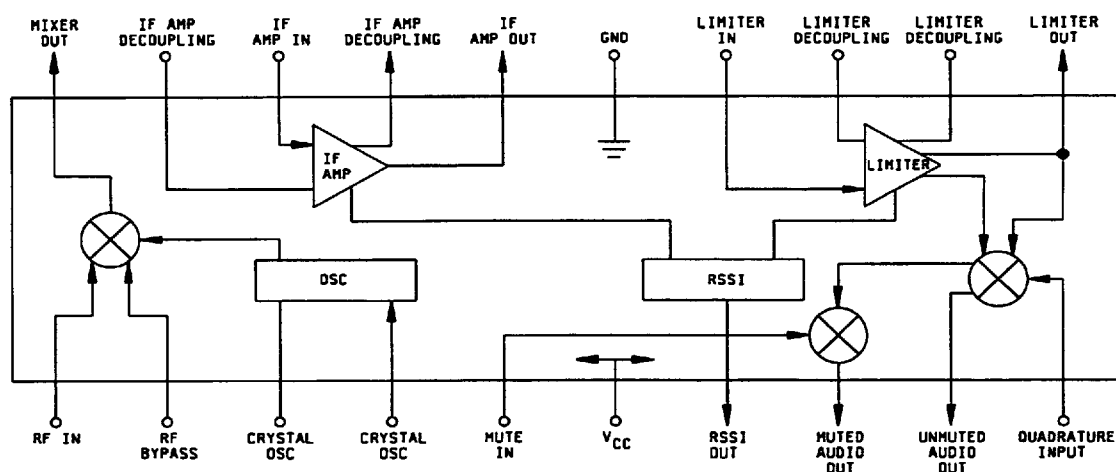 MIXER
OUT
IF AMP
DECOUPLING
IF
AMP IN
IF AMP
DECOUPLING
IF
AMP OUT
GND
LIMITER
IN
LIMITER
DECOUPLING
LIMITER
DECOUPLING
LIMITER
OUT
IF
AMP
LIMITER
OSC
RSSI
RF IN
RF
BYPASS
CRYSTAL
OSC
CRYSTAL
OSC
MUTE
IN
VCC
RSSI
OUT
MUTED
AUDIO
OUT
UNMUTED
AUDIO
OUT
QUADRATURE
INPUT